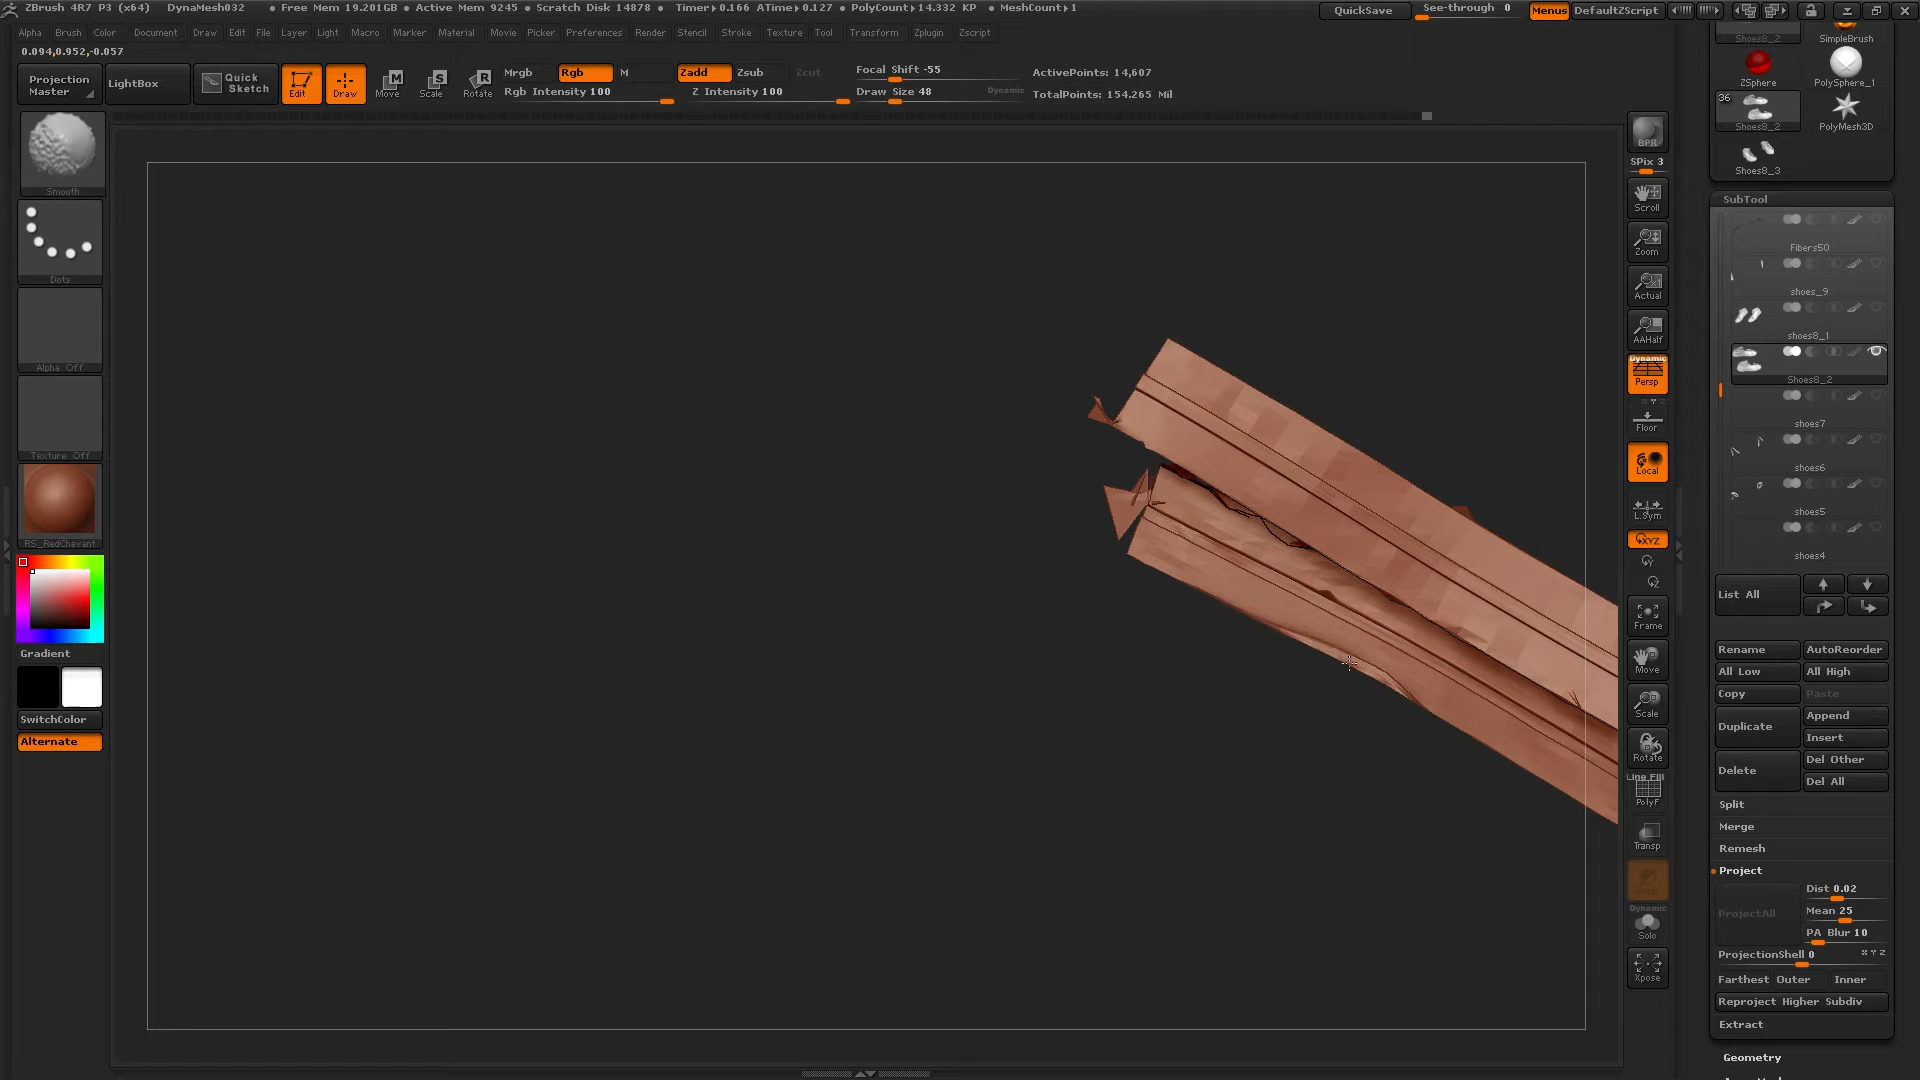 ZBrush 4R7 P3 (x64) DynaMesh032 • Free Mem 19.201GB • Active Mem 9245 • Scratch Disk 14878 • Timer▸0.166 ATime▸0.127 • PolyCount▸14.332 KP • MeshCount▸1 QuickSave See-through 0 Menus DefaultZScript
Alpha Brush Color Document Draw Edit File Layer Light Macro Marker Material Movie Picker Preferences Render Stencil Stroke Texture Tool Transform Zplugin Zscript
0.094,0.952,-0.057
Projection Master
LightBox
Quick Sketch
Edit
Draw
Move
Scale
Rotate
Mrgb Rgb M
Rgb Intensity 100
Zadd Zsub Zcut
Z Intensity 100
Focal Shift -55
Draw Size 48 Dynamic
ActivePoints: 14,607
TotalPoints: 154.265 Mil
Smooth
Dots
Alpha Off
Texture Off
RS_RedChavant
Gradient
SwitchColor
Alternate
BPR
SPix 3
Scroll
Zoom
Actual
AAHalf
Dynamic
Persp
Floor
Local
L.Sym
XYZ
Y
Z
Frame
Move
Scale
Rotate
Line Fill
PolyF
Transp
Dynamic
Solo
Xpose
Shoes8_2
SimpleBrush
ZSphere
PolySphere_1
36
Shoes8_2
PolyMesh3D
Shoes8_3
SubTool
Fibers50
shoes_9
shoes8_1
Shoes8_2
shoes7
shoes6
shoes5
shoes4
List All
Rename AutoReorder
All Low All High
Copy Paste
Duplicate Append
Insert
Delete Del Other
Del All
Split
Merge
Remesh
Project
ProjectAll
Dist 0.02
Mean 25
PA Blur 10
ProjectionShell 0 X Y Z
Farthest Outer Inner
Reproject Higher Subdiv
Extract
Geometry